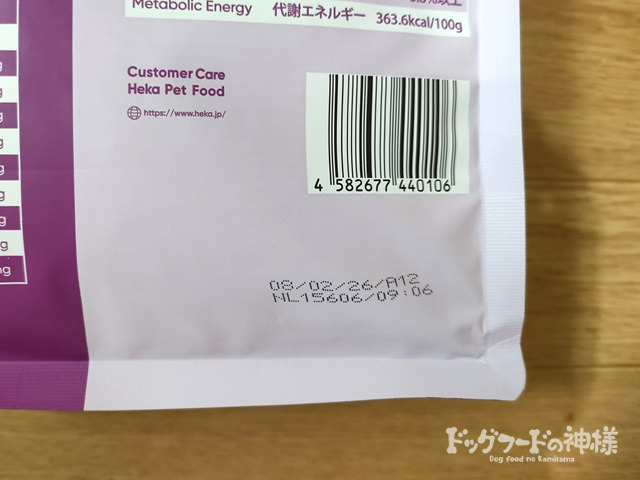 Metabolic Energy 代謝エネルギー 363.6kcal/100g
Customer Care
Heka Pet Food
https://www.heka.jp/
4 582677 440106
08/02/26/A12
NL15606/09:06
ドッグフードの神様
Dog food no Kamisama